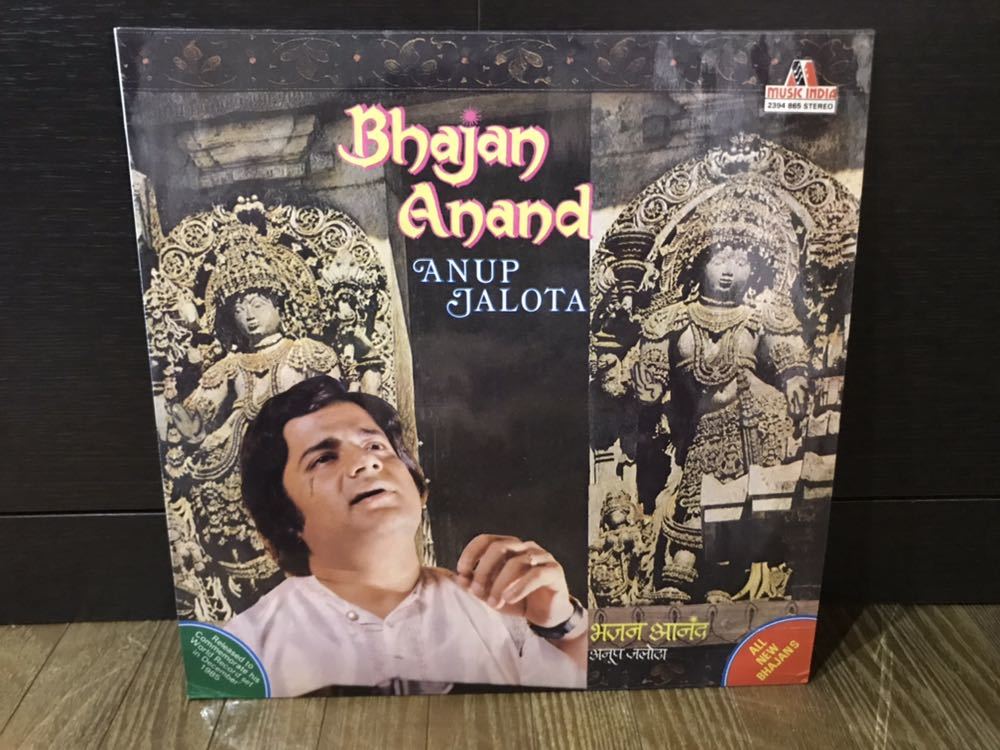 MUSIC INDIA
2394 865 STEREO
Bhajan
Anand
ANUP
JALOTA
भजन आनंद
अनूप जलोटा
Released to
Commemorate his
World Record set
in December
1985
ALL
NEW
BHAJAN'S